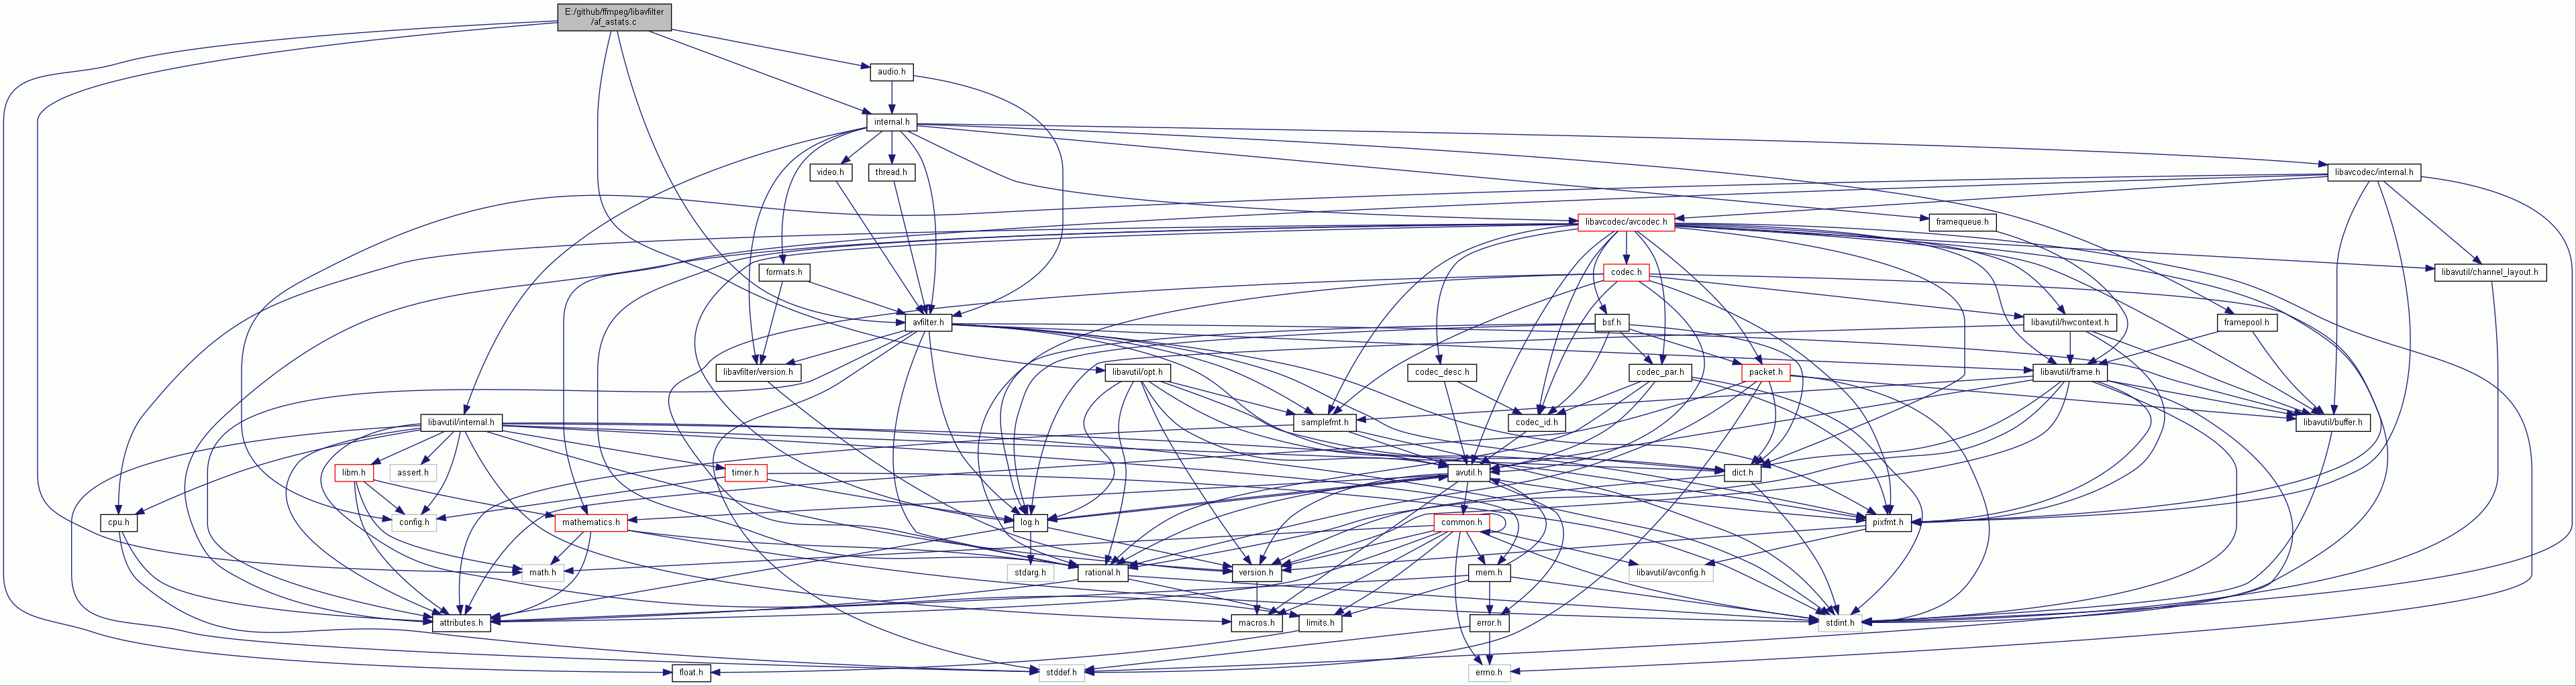 E:/github/ffmpeg/libavfilter
/af_astats.c
audio.h
internal.h
video.h
thread.h
libavcodec/internal.h
libavcodec/avcodec.h
framequeue.h
formats.h
codec.h
libavutil/channel_layout.h
avfilter.h
bsf.h
libavutil/hwcontext.h
framepool.h
libavfilter/version.h
libavutil/opt.h
codec_desc.h
codec_par.h
packet.h
libavutil/frame.h
libavutil/internal.h
samplefmt.h
codec_id.h
libavutil/buffer.h
libm.h
assert.h
timer.h
avutil.h
dict.h
cpu.h
config.h
mathematics.h
log.h
common.h
pixfmt.h
math.h
stdarg.h
rational.h
version.h
mem.h
libavutil/avconfig.h
attributes.h
macros.h
limits.h
error.h
stdint.h
float.h
stddef.h
errno.h